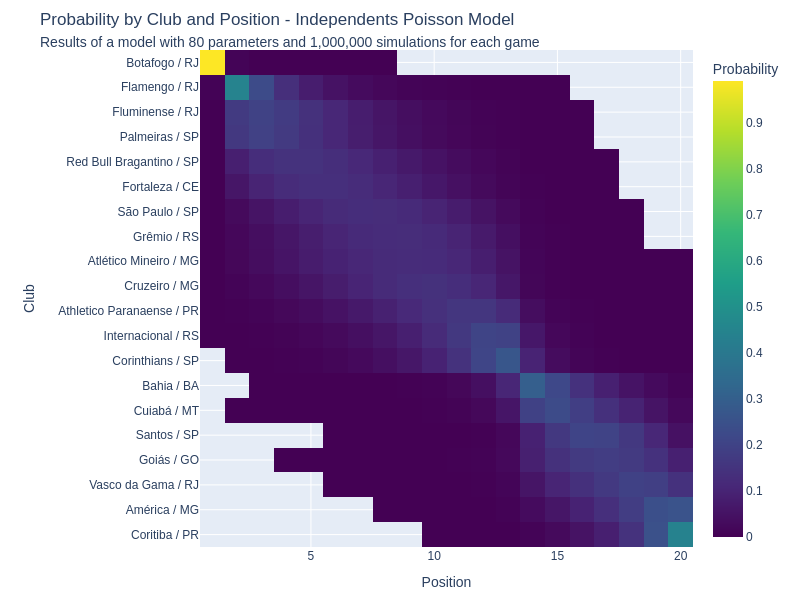 Probability by Club and Position - Independents Poisson Model
Results of a model with 80 parameters and 1,000,000 simulations for each game
Probability
Botafogo / RJ
Flamengo / RJ
Fluminense / RJ
Palmeiras / SP
Red Bull Bragantino / SP
Fortaleza / CE
São Paulo / SP
Grêmio / RS
Atlético Mineiro / MG
Cruzeiro / MG
Athletico Paranaense / PR
Internacional / RS
Corinthians / SP
Bahia / BA
Cuiabá / MT
Santos / SP
Goiás / GO
Vasco da Gama / RJ
América / MG
Coritiba / PR
Club
5
10
15
20
Position
0.9
0.8
0.7
0.6
0.5
0.4
0.3
0.2
0.1
0